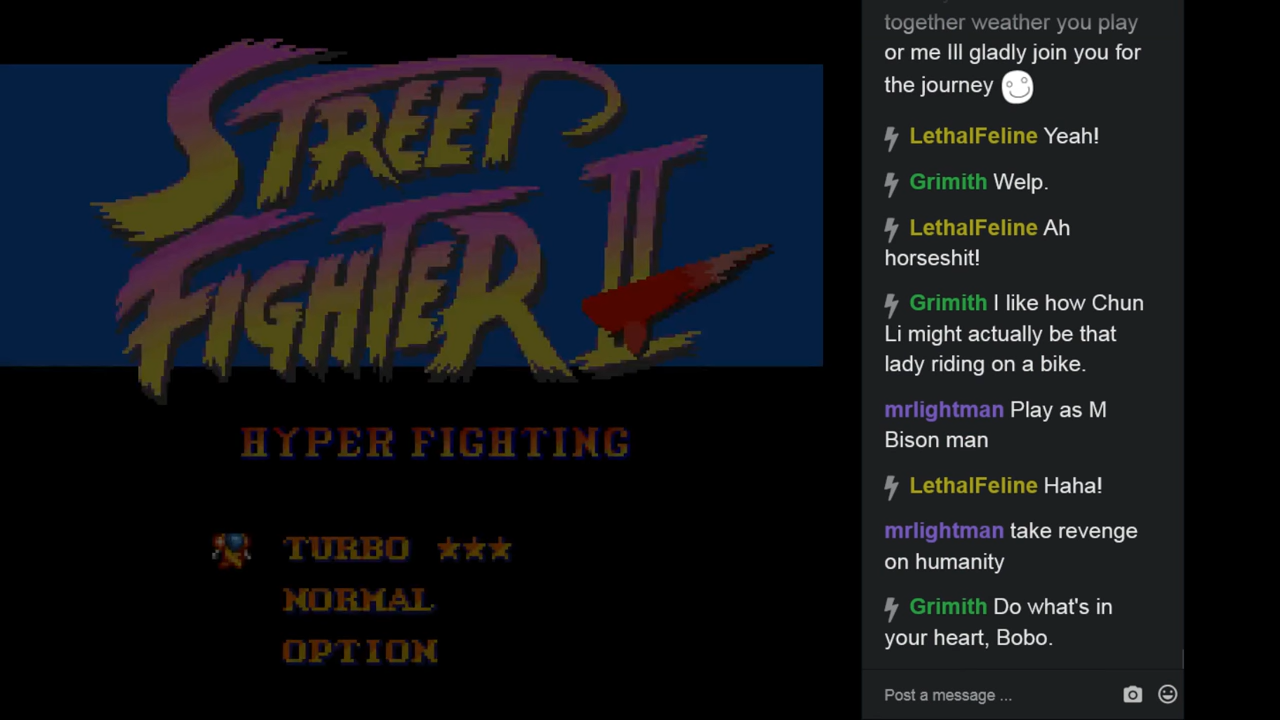 STREET
FIGHTER II
HYPER FIGHTING
TURBO ★★★
NORMAL
OPTION
together weather you play
or me Ill gladly join you for
the journey
LethalFeline Yeah!
Grimith Welp.
LethalFeline Ah
horseshit!
Grimith I like how Chun
Li might actually be that
lady riding on a bike.
mrlightman Play as M
Bison man
LethalFeline Haha!
mrlightman take revenge
on humanity
Grimith Do what's in
your heart, Bobo.
Post a message ...